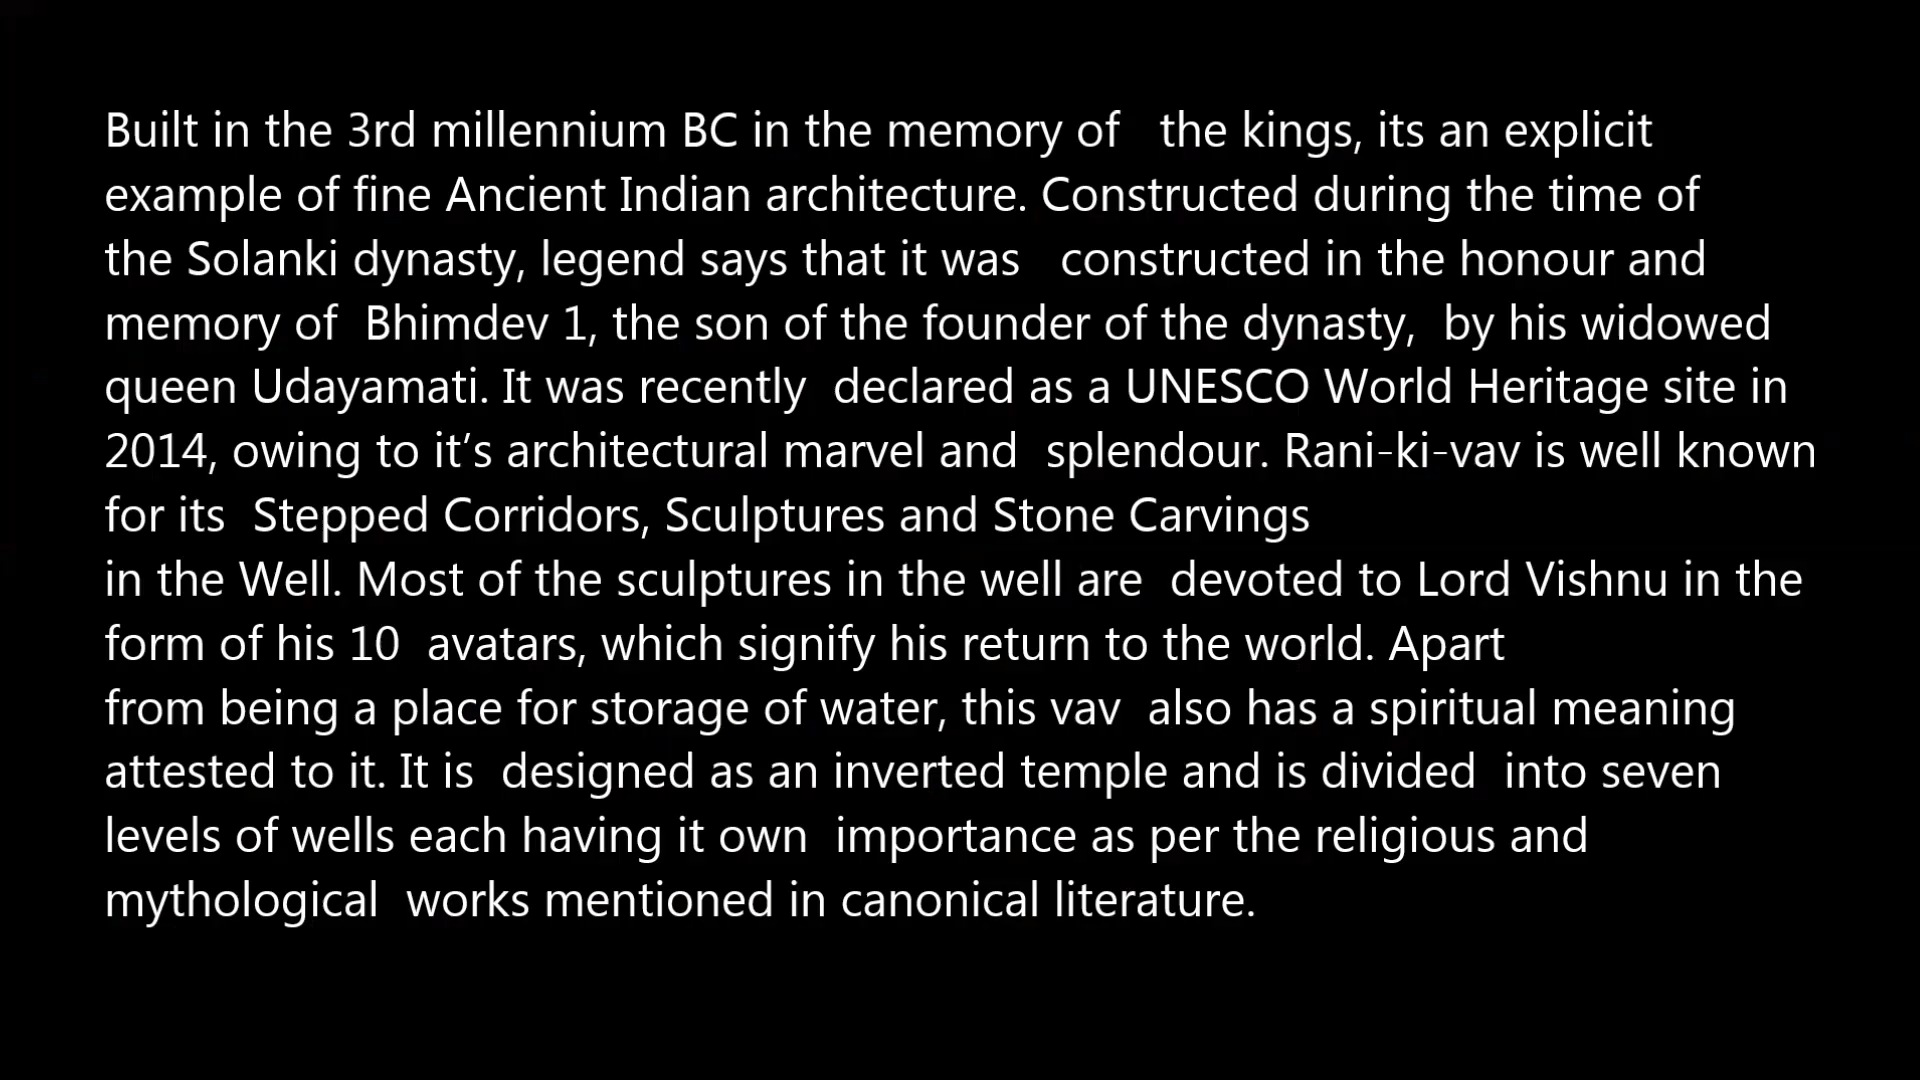 Built in the 3rd millennium BC in the memory of   the kings, its an explicit
example of fine Ancient Indian architecture. Constructed during the time of
the Solanki dynasty, legend says that it was   constructed in the honour and
memory of  Bhimdev 1, the son of the founder of the dynasty,  by his widowed
queen Udayamati. It was recently  declared as a UNESCO World Heritage site in
2014, owing to it’s architectural marvel and  splendour. Rani-ki-vav is well known
for its  Stepped Corridors, Sculptures and Stone Carvings
in the Well. Most of the sculptures in the well are  devoted to Lord Vishnu in the
form of his 10  avatars, which signify his return to the world. Apart
from being a place for storage of water, this vav  also has a spiritual meaning
attested to it. It is  designed as an inverted temple and is divided  into seven
levels of wells each having it own  importance as per the religious and
mythological  works mentioned in canonical literature.